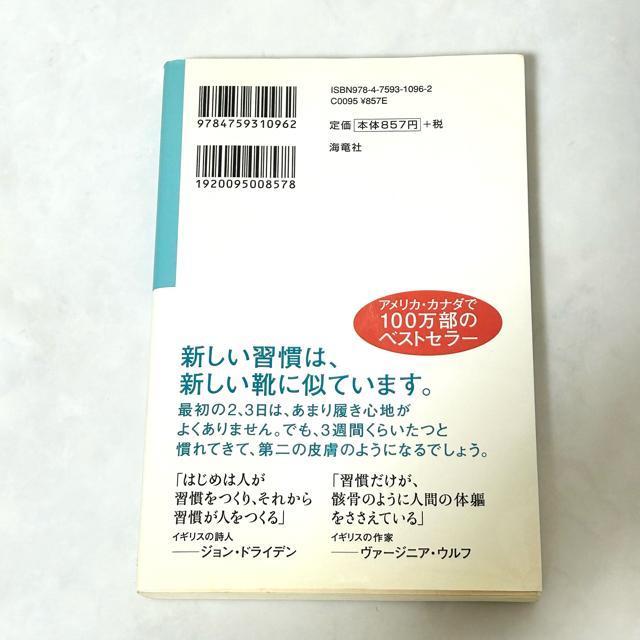 9784759310962
1920095008578
ISBN978-4-7593-1096-2
C0095 ¥857E
定価 本体857円 +税
海竜社
アメリカ・カナダで
100万部の
ベストセラー
新しい習慣は、
新しい靴に似ています。
最初の2、3日は、あまり履き心地が
よくありません。でも、3週間くらいたつと
慣れてきて、第二の皮膚のようになるでしょう。
「はじめは人が
習慣をつくり、それから
習慣が人をつくる」
イギリスの詩人
――ジョン・ドライデン
「習慣だけが、
骸骨のように人間の体軀
をささえている」
イギリスの作家
――ヴァージニア・ウルフ